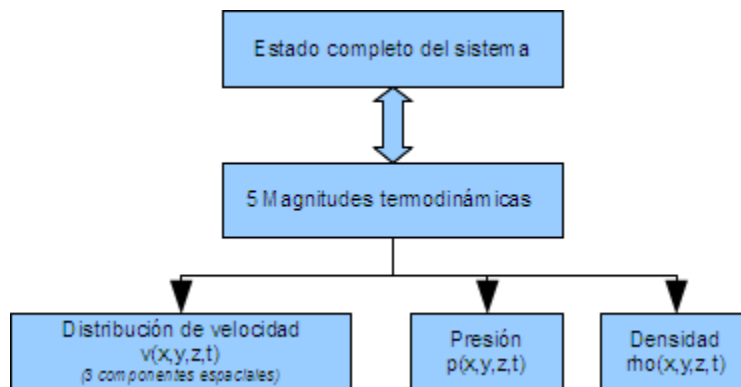 Estado completo del sistema
5 Magnitudes termodinámicas
Distribución de velocidad
v(x,y,z,t)
(3 componentes espaciales)
Presión
p(x,y,z,t)
Densidad
rho(x,y,z,t)